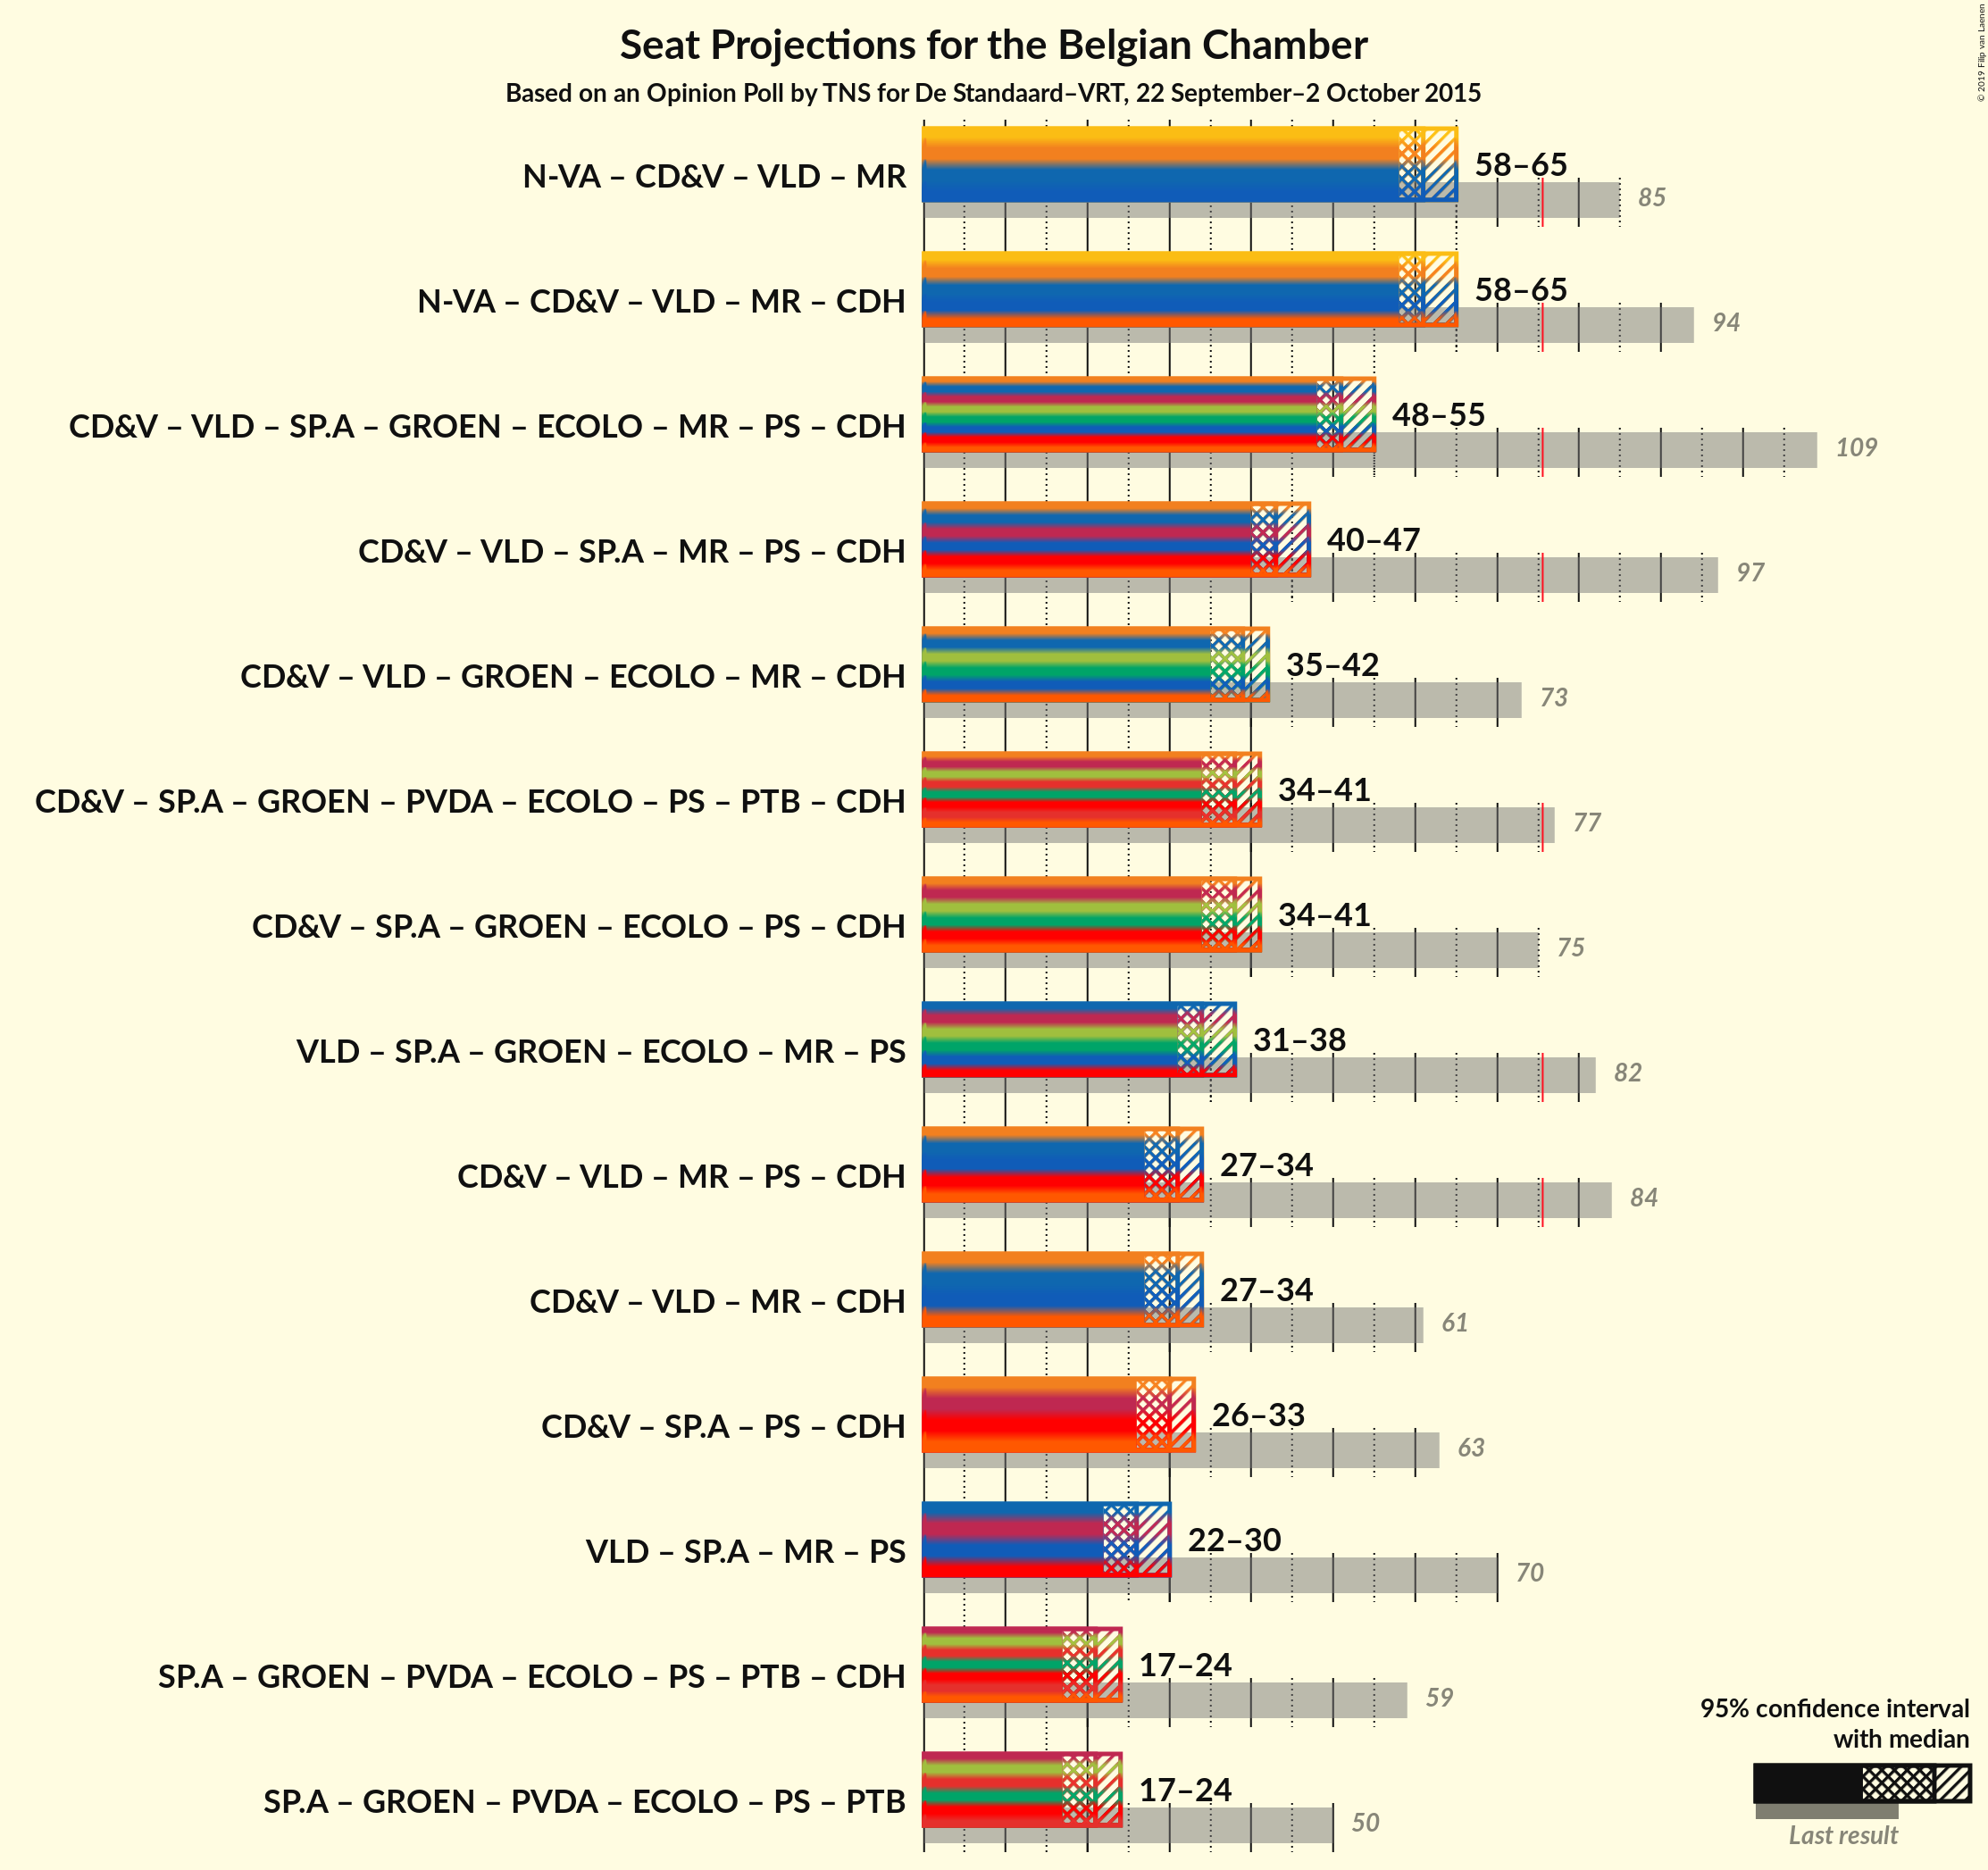 Seat Projections for the Belgian Chamber
Based on an Opinion Poll by TNS for De Standaard–VRT, 22 September–2 October 2015
© 2019 Filip van Laenen
N-VA – CD&V – VLD – MR
58–65
85
N-VA – CD&V – VLD – MR – CDH
58–65
94
CD&V – VLD – SP.A – GROEN – ECOLO – MR – PS – CDH
48–55
109
CD&V – VLD – SP.A – MR – PS – CDH
40–47
97
CD&V – VLD – GROEN – ECOLO – MR – CDH
35–42
73
CD&V – SP.A – GROEN – PVDA – ECOLO – PS – PTB – CDH
34–41
77
CD&V – SP.A – GROEN – ECOLO – PS – CDH
34–41
75
VLD – SP.A – GROEN – ECOLO – MR – PS
31–38
82
CD&V – VLD – MR – PS – CDH
27–34
84
CD&V – VLD – MR – CDH
27–34
61
CD&V – SP.A – PS – CDH
26–33
63
VLD – SP.A – MR – PS
22–30
70
SP.A – GROEN – PVDA – ECOLO – PS – PTB – CDH
17–24
59
SP.A – GROEN – PVDA – ECOLO – PS – PTB
17–24
50
95% confidence interval
with median
Last result